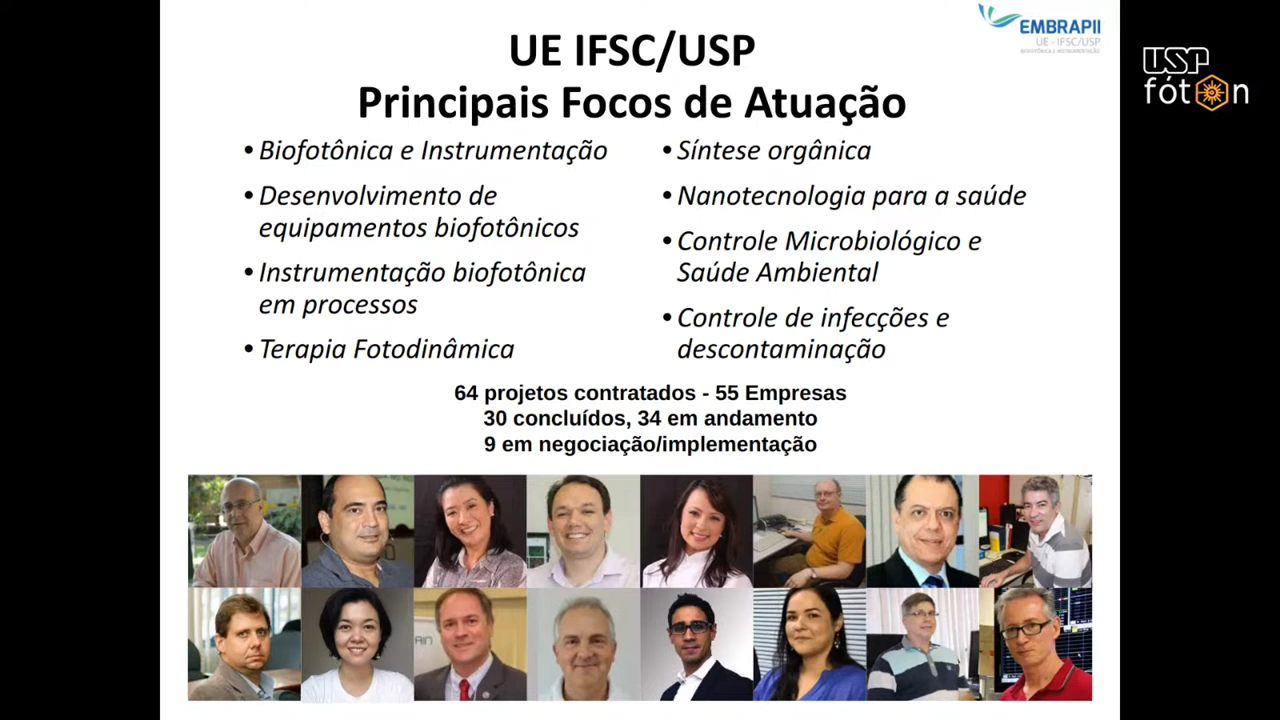 EMBRAPII
UE - IFSC/USP
BIOFOTÔNICA E INSTRUMENTAÇÃO
USP
fóton
UE IFSC/USP
Principais Focos de Atuação
• Biofotônica e Instrumentação
• Desenvolvimento de
equipamentos biofotônicos
• Instrumentação biofotônica
em processos
• Terapia Fotodinâmica
• Síntese orgânica
• Nanotecnologia para a saúde
• Controle Microbiológico e
Saúde Ambiental
• Controle de infecções e
descontaminação
64 projetos contratados - 55 Empresas
30 concluídos, 34 em andamento
9 em negociação/implementação